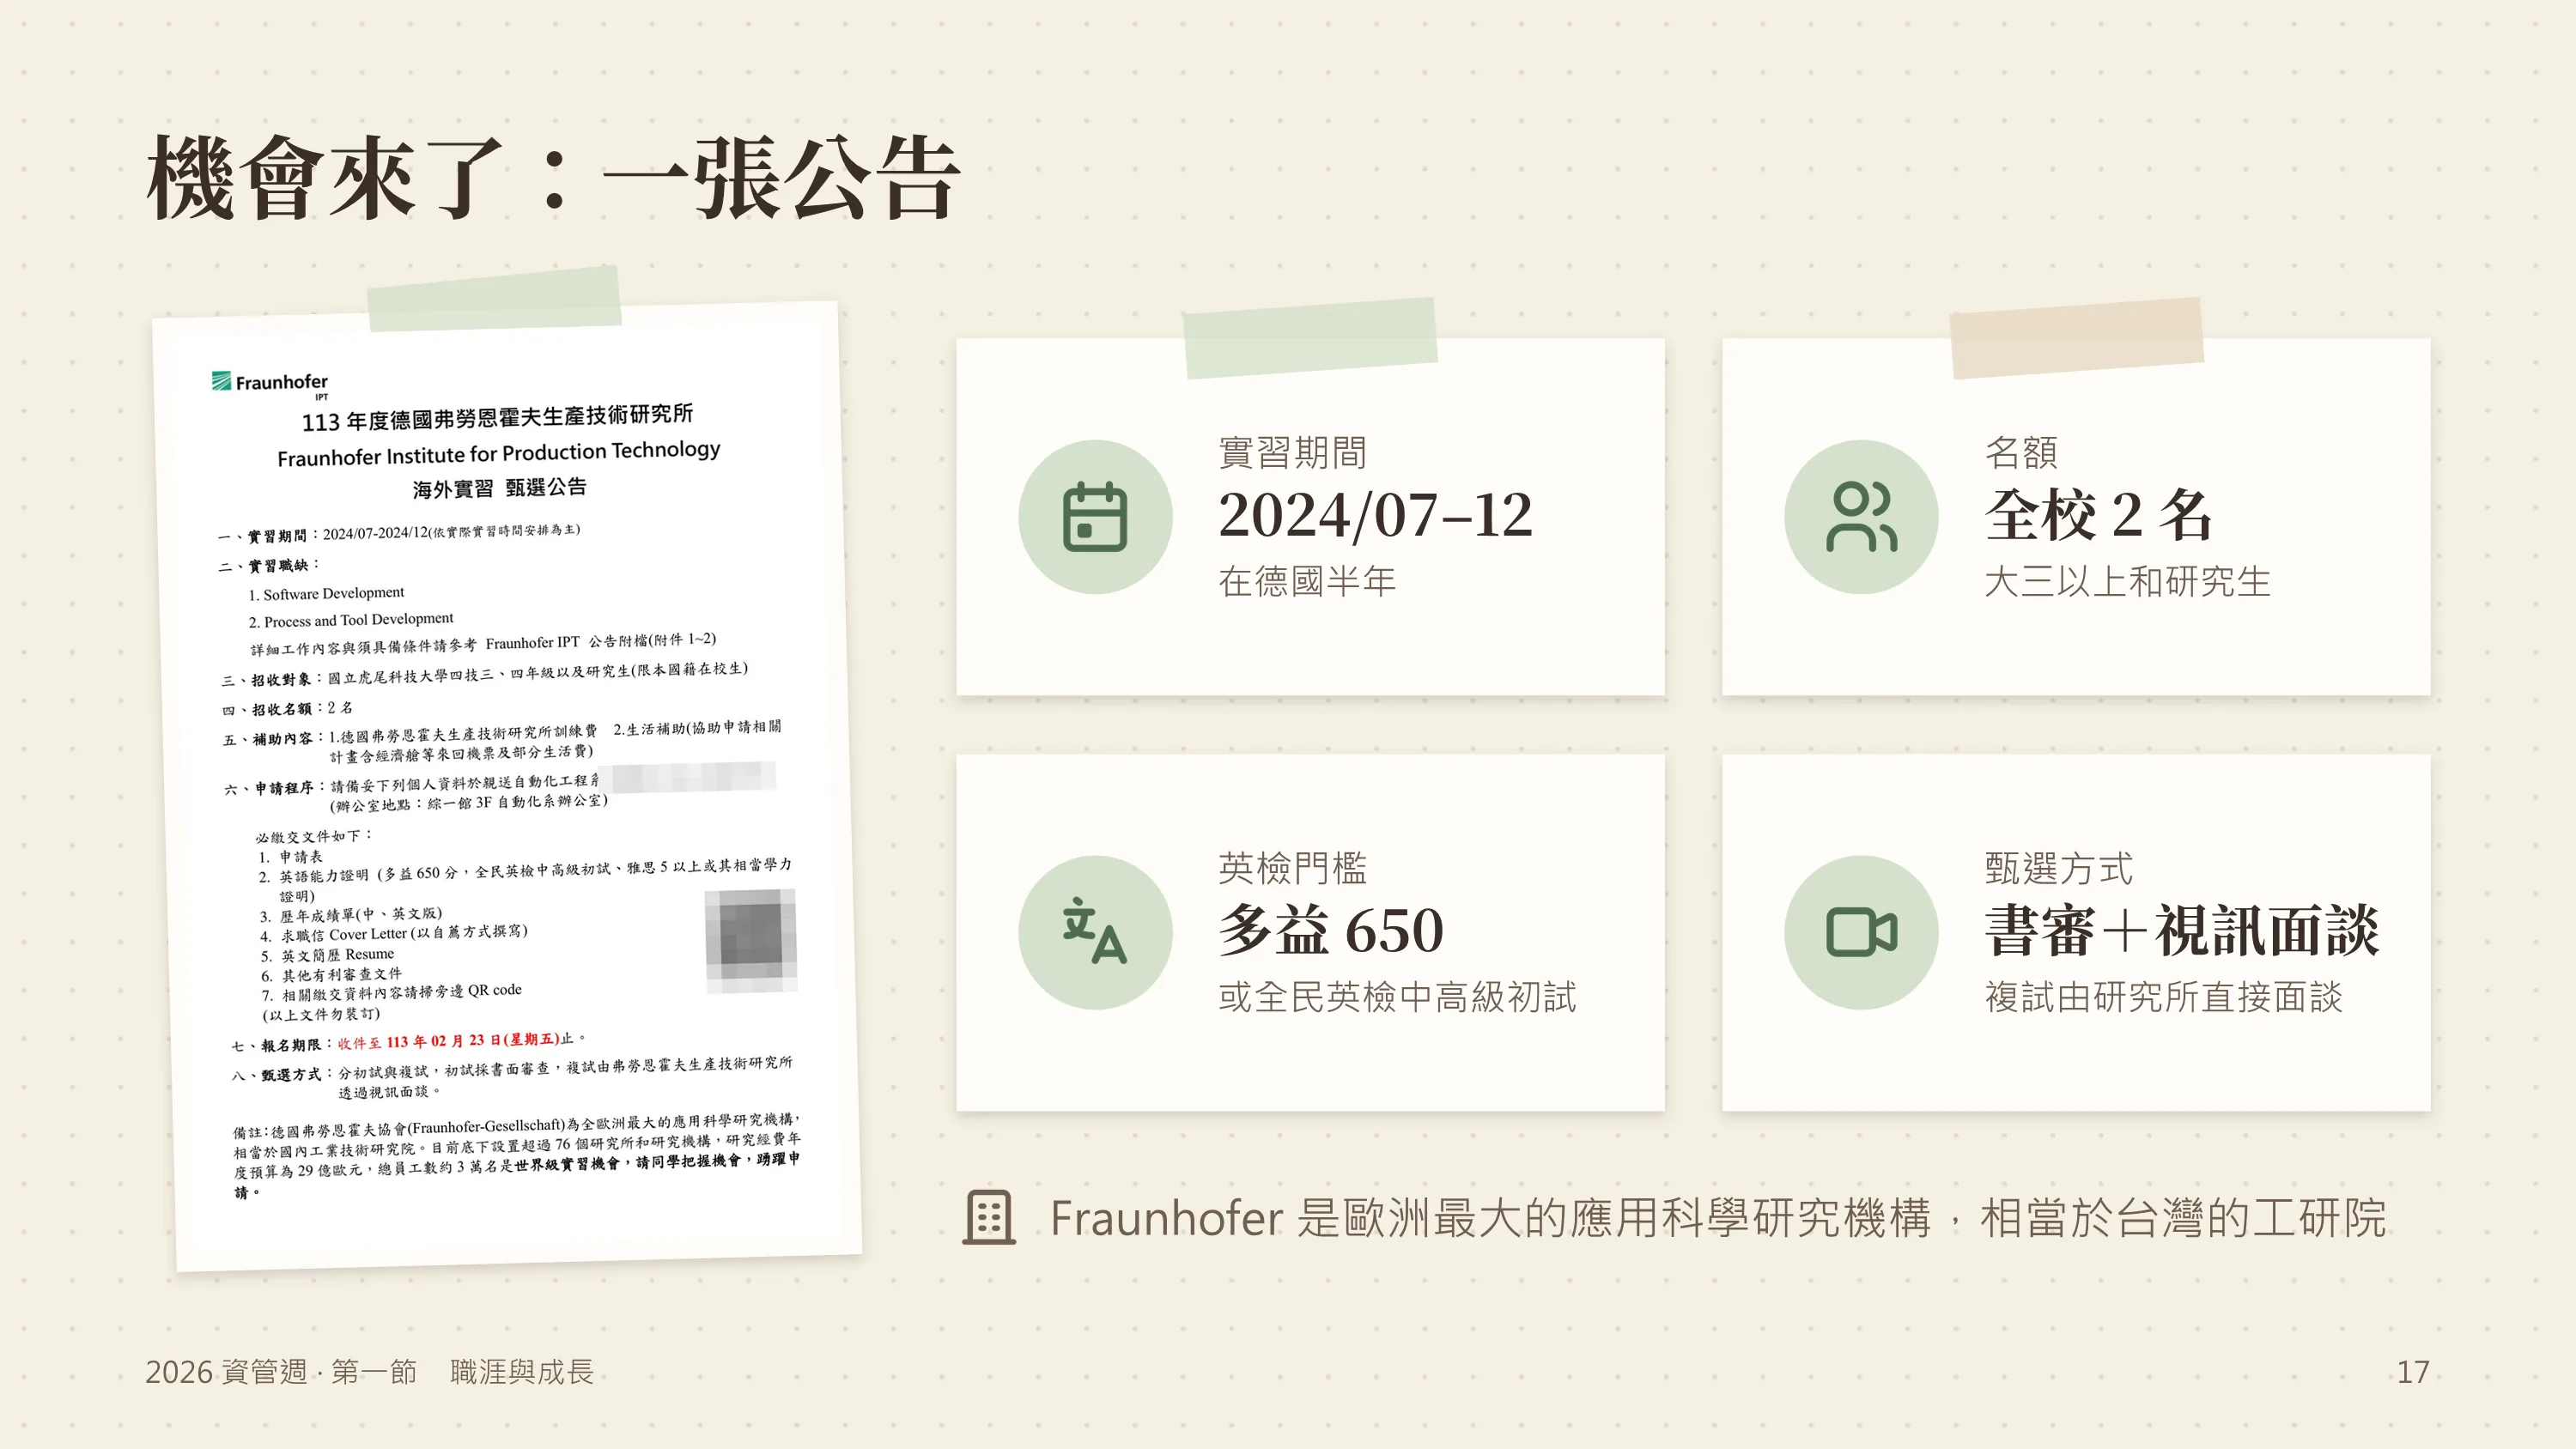 機會來了：一張公告
Fraunhofer
IPT
113 年度德國弗勞恩霍夫生產技術研究所
Fraunhofer Institute for Production Technology
海外實習 甄選公告
一、實習期間：2024/07-2024/12(依實際實習時間安排為主)
二、實習職缺：
1. Software Development
2. Process and Tool Development
詳細工作內容與須具備條件請參考 Fraunhofer IPT 公告附檔(附件 1~2)
三、招收對象：國立虎尾科技大學四技三、四年級以及研究生(限本國籍在校生)
四、招收名額：2 名
五、補助內容：1.德國弗勞恩霍夫生產技術研究所訓練費 2.生活補助(協助申請相關
計畫含經濟艙等來回機票及部分生活費)
六、申請程序：請備妥下列個人資料於親送自動化工程系
(辦公室地點：綜一館 3F 自動化系辦公室)
必繳交文件如下：
1. 申請表
2. 英語能力證明 (多益 650 分，全民英檢中高級初試、雅思 5 以上或其相當學力
證明)
3. 歷年成績單(中、英文版)
4. 求職信 Cover Letter (以自薦方式撰寫)
5. 英文簡歷 Resume
6. 其他有利審查文件
7. 相關繳交資料內容請掃旁邊 QR code
(以上文件勿裝訂)
七、報名期限：收件至 113 年 02 月 23 日(星期五)止。
八、甄選方式：分初試與複試，初試採書面審查，複試由弗勞恩霍夫生產技術研究所
透過視訊面談。
備註:德國弗勞恩霍夫協會(Fraunhofer-Gesellschaft)為全歐洲最大的應用科學研究機構，
相當於國內工業技術研究院。目前底下設置超過 76 個研究所和研究機構，研究經費年
度預算為 29 億歐元，總員工數約 3 萬名是世界級實習機會，請同學把握機會，踴躍申
請。
實習期間
2024/07–12
在德國半年
名額
全校 2 名
大三以上和研究生
英檢門檻
多益 650
或全民英檢中高級初試
甄選方式
書審＋視訊面談
複試由研究所直接面談
Fraunhofer 是歐洲最大的應用科學研究機構，相當於台灣的工研院
2026 資管週 · 第一節 職涯與成長
17